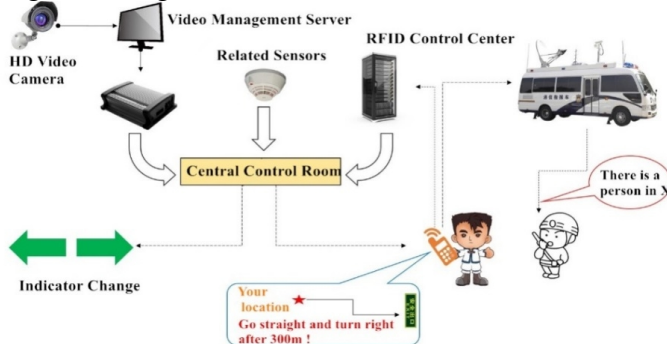 Video Management Server
HD Video
Camera
Related Sensors
RFID Control Center
Central Control Room
There is a
person in X
Indicator Change
Your
location
Go straight and turn right
after 300m !